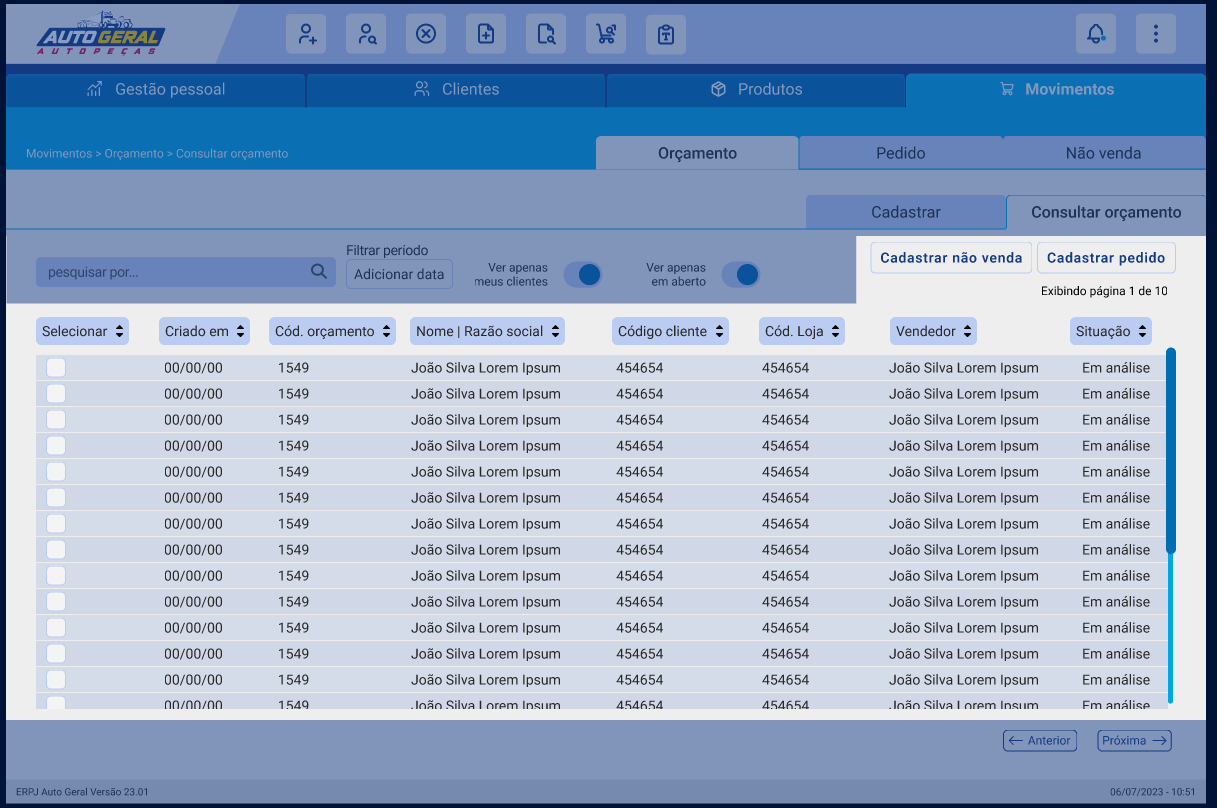 AUTO GERAL
AUTOPEÇAS
Gestão pessoal Clientes Produtos Movimentos
Movimentos > Orçamento > Consultar orçamento
Orçamento Pedido Não venda
Cadastrar Consultar orçamento
pesquisar por...
Filtrar período
Adicionar data
Ver apenas
meus clientes
Ver apenas
em aberto
Cadastrar não venda Cadastrar pedido
Exibindo página 1 de 10
Selecionar Criado em Cód. orçamento Nome | Razão social Código cliente Cód. Loja Vendedor Situação
00/00/00 1549 João Silva Lorem Ipsum 454654 454654 João Silva Lorem Ipsum Em análise
00/00/00 1549 João Silva Lorem Ipsum 454654 454654 João Silva Lorem Ipsum Em análise
00/00/00 1549 João Silva Lorem Ipsum 454654 454654 João Silva Lorem Ipsum Em análise
00/00/00 1549 João Silva Lorem Ipsum 454654 454654 João Silva Lorem Ipsum Em análise
00/00/00 1549 João Silva Lorem Ipsum 454654 454654 João Silva Lorem Ipsum Em análise
00/00/00 1549 João Silva Lorem Ipsum 454654 454654 João Silva Lorem Ipsum Em análise
00/00/00 1549 João Silva Lorem Ipsum 454654 454654 João Silva Lorem Ipsum Em análise
00/00/00 1549 João Silva Lorem Ipsum 454654 454654 João Silva Lorem Ipsum Em análise
00/00/00 1549 João Silva Lorem Ipsum 454654 454654 João Silva Lorem Ipsum Em análise
00/00/00 1549 João Silva Lorem Ipsum 454654 454654 João Silva Lorem Ipsum Em análise
00/00/00 1549 João Silva Lorem Ipsum 454654 454654 João Silva Lorem Ipsum Em análise
00/00/00 1549 João Silva Lorem Ipsum 454654 454654 João Silva Lorem Ipsum Em análise
00/00/00 1549 João Silva Lorem Ipsum 454654 454654 João Silva Lorem Ipsum Em análise
00/00/00 1549 João Silva Lorem Ipsum 454654 454654 João Silva Lorem Ipsum Em análise
← Anterior Próxima →
ERPJ Auto Geral Versão 23.01 06/07/2023 - 10:51